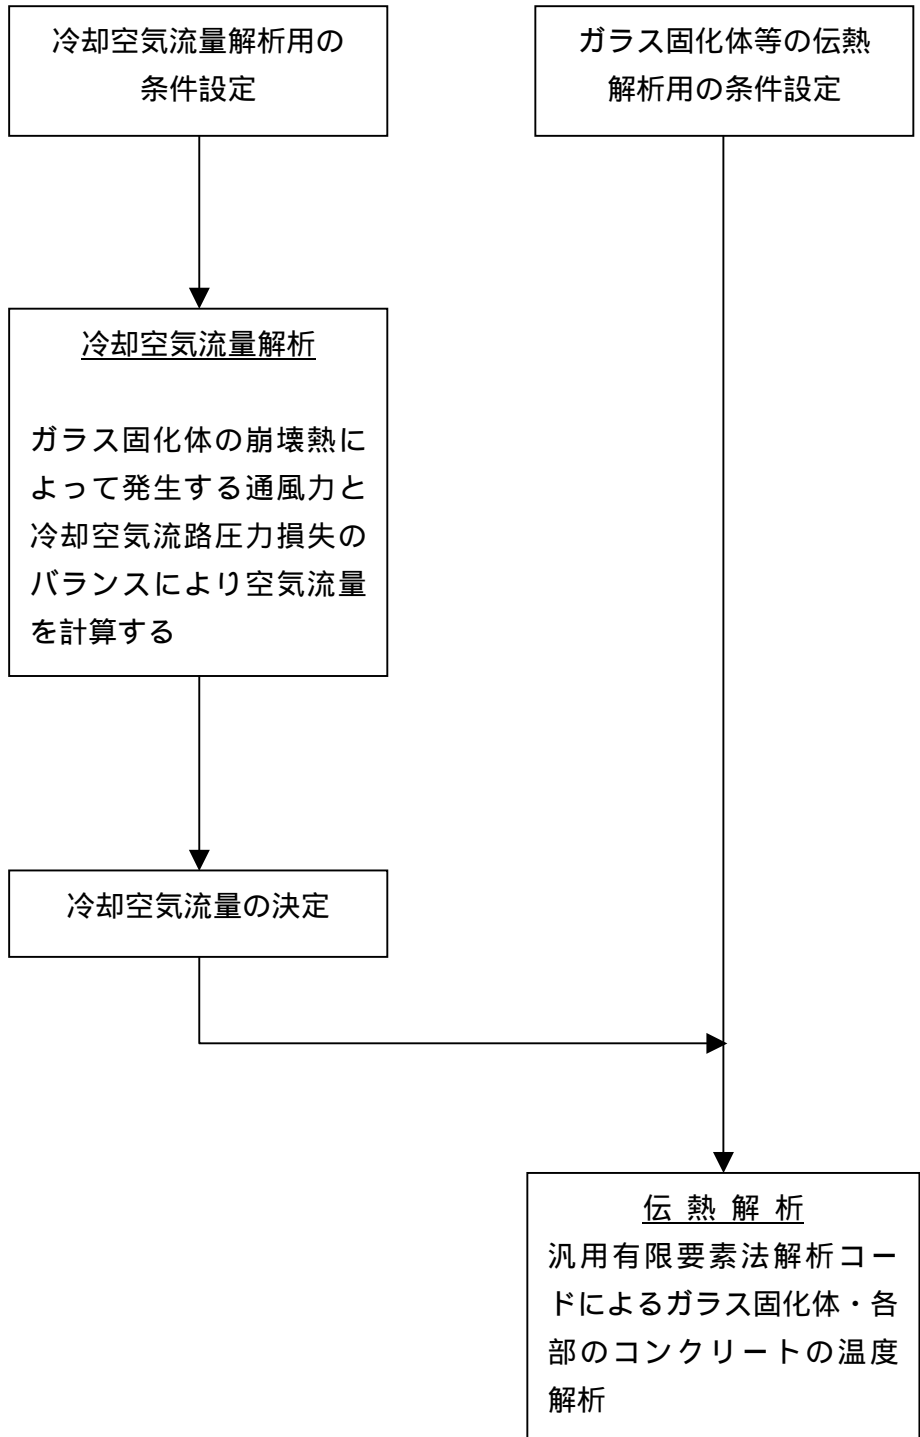 冷却空気流量解析用の
条件設定
ガラス固化体等の伝熱
解析用の条件設定
冷却空気流量解析
ガラス固化体の崩壊熱に
よって発生する通風力と
冷却空気流路圧力損失の
バランスにより空気流量
を計算する
冷却空気流量の決定
伝 熱 解 析
汎用有限要素法解析コー
ドによるガラス固化体・各
部のコンクリートの温度
解析